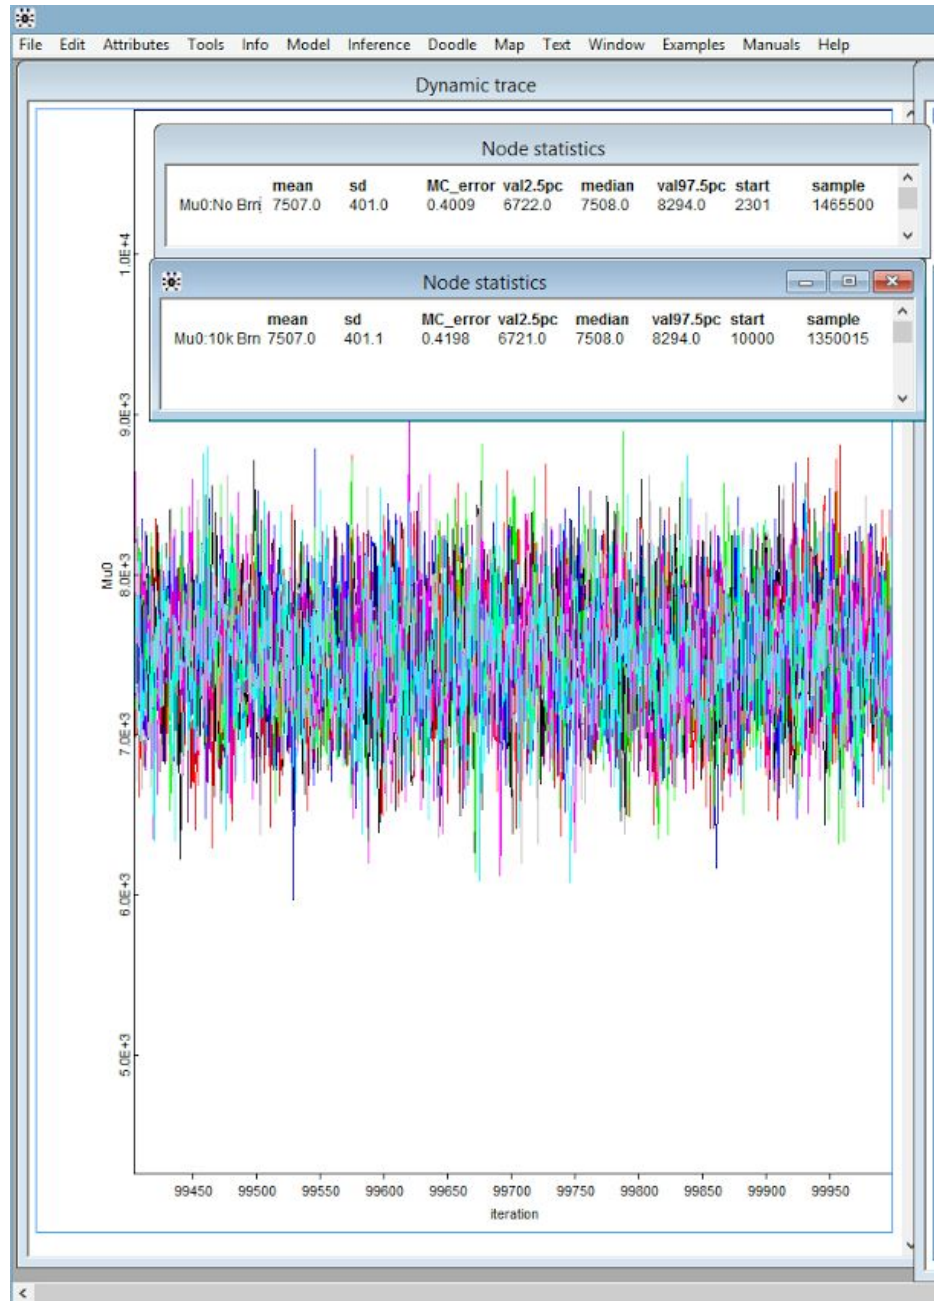 File Edit Attributes Tools Info Model Inference Doodle Map Text Window Examples Manuals Help
Dynamic trace
Node statistics
mean sd MC_error val2.5pc median val97.5pc start sample
Mu0:No Brn 7507.0 401.0 0.4009 6722.0 7508.0 8294.0 2301 1465500
Node statistics
mean sd MC_error val2.5pc median val97.5pc start sample
Mu0:10k Brn 7507.0 401.1 0.4198 6721.0 7508.0 8294.0 10000 1350015
1.0E+4
9.0E+3
8.0E+3
Mu0
7.0E+3
6.0E+3
5.0E+3
99450 99500 99550 99600 99650 99700 99750 99800 99850 99900 99950
iteration